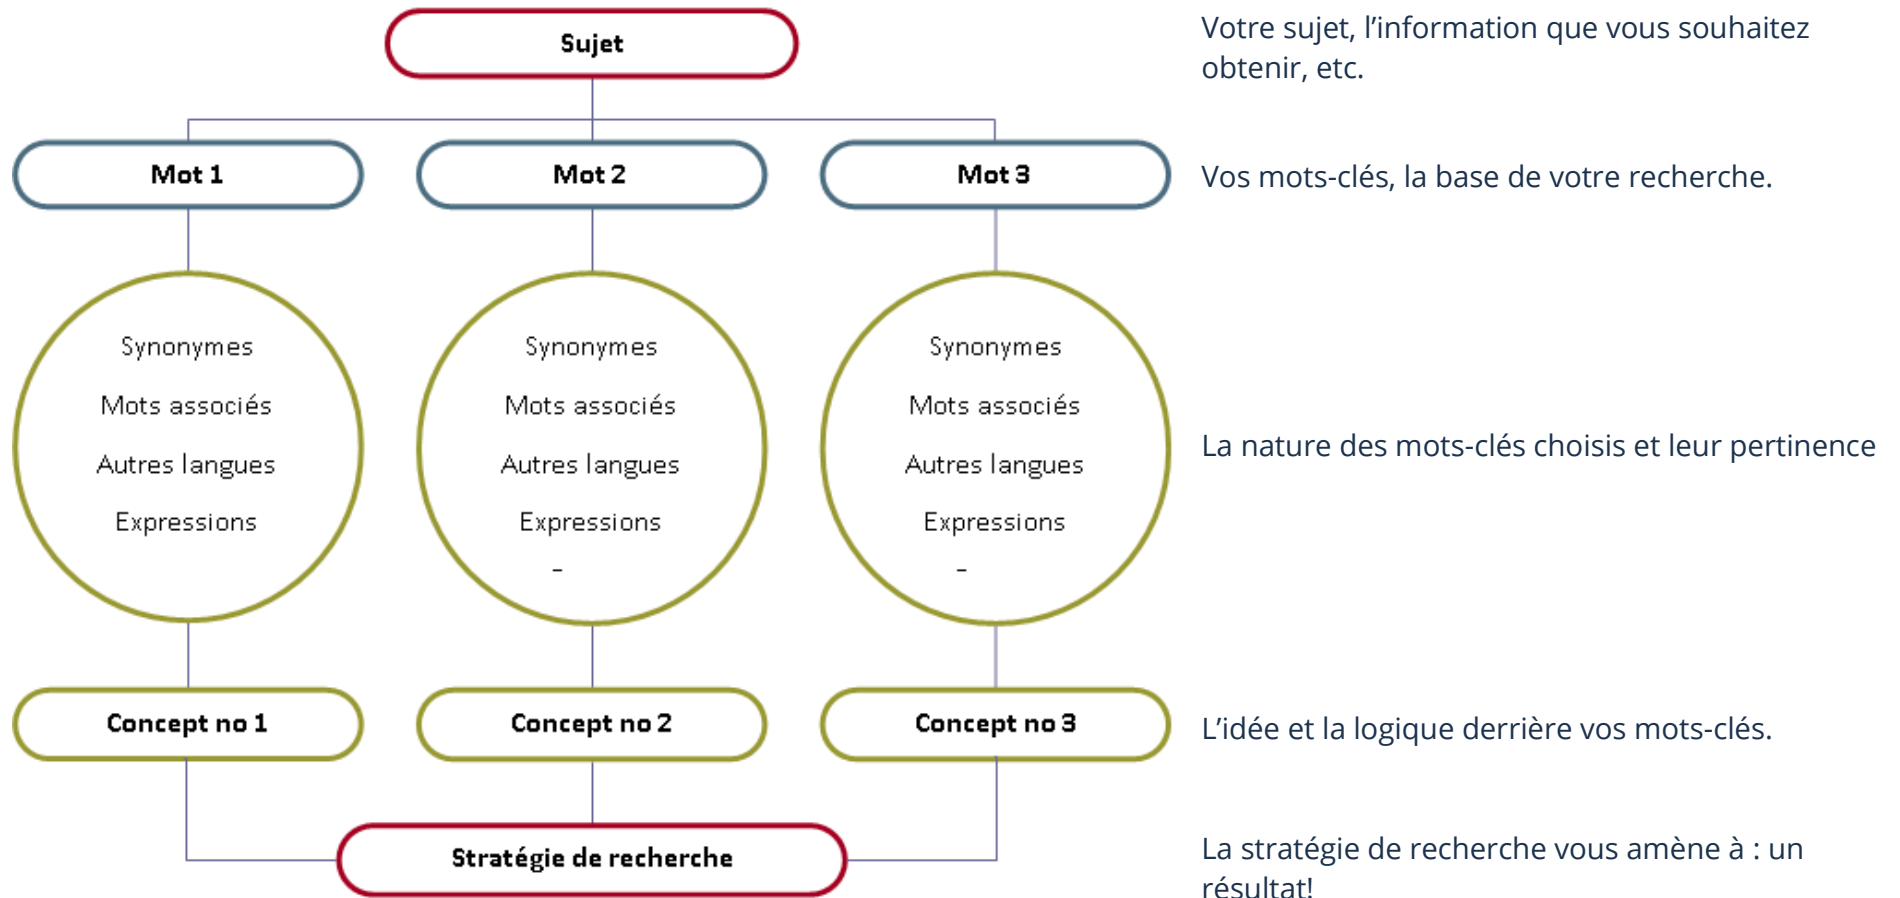 Sujet
Votre sujet, l’information que vous souhaitez
obtenir, etc.
Mot 1
Mot 2
Mot 3
Vos mots-clés, la base de votre recherche.
Synonymes
Mots associés
Autres langues
Expressions
Synonymes
Mots associés
Autres langues
Expressions
–
Synonymes
Mots associés
Autres langues
Expressions
–
La nature des mots-clés choisis et leur pertinence
Concept no 1
Concept no 2
Concept no 3
L’idée et la logique derrière vos mots-clés.
Stratégie de recherche
La stratégie de recherche vous amène à : un
résultat!